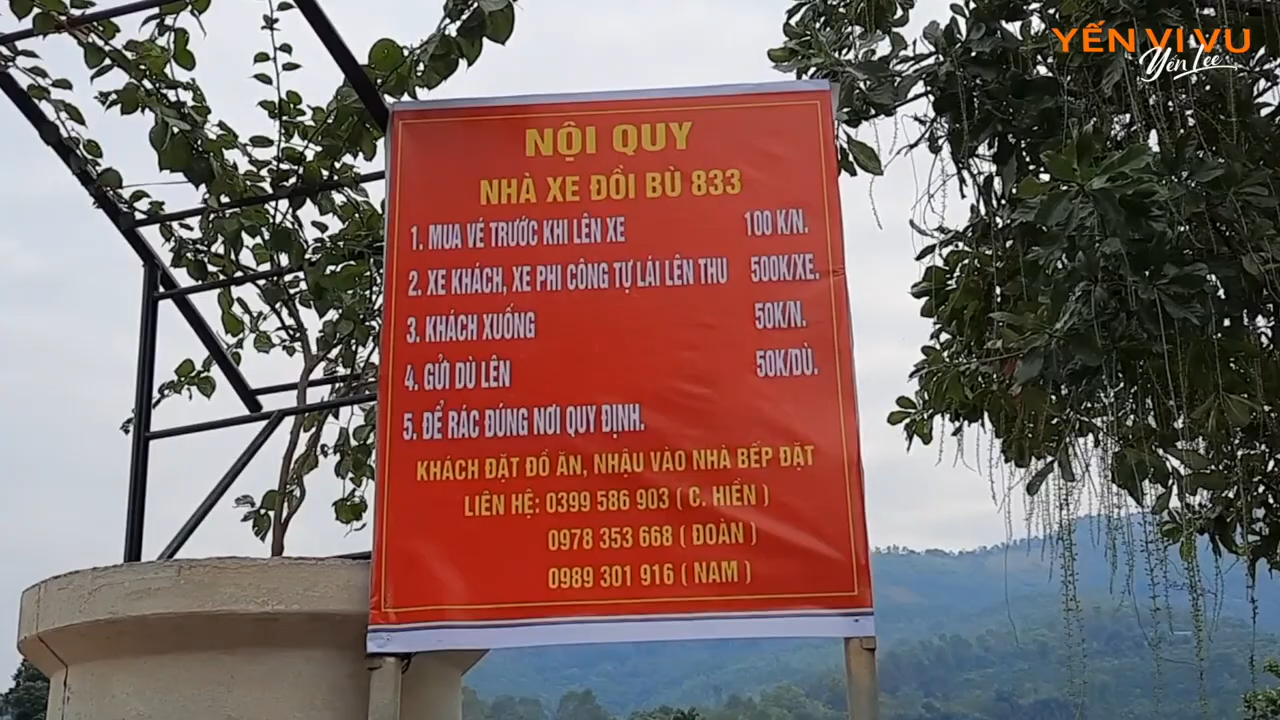 YẾN VI VU
Yến Lee
NỘI QUY
NHÀ XE ĐỒI BÙ 833
1. MUA VÉ TRƯỚC KHI LÊN XE 100 K/N.
2. XE KHÁCH, XE PHI CÔNG TỰ LÁI LÊN THU 500K/XE.
3. KHÁCH XUỐNG 50K/N.
4. GỬI DÙ LÊN 50K/DÙ.
5. ĐỂ RÁC ĐÚNG NƠI QUY ĐỊNH.
KHÁCH ĐẶT ĐỒ ĂN, NHẬU VÀO NHÀ BẾP ĐẶT
LIÊN HỆ: 0399 586 903 ( C. HIỀN )
0978 353 668 ( ĐOÀN )
0989 301 916 ( NAM )